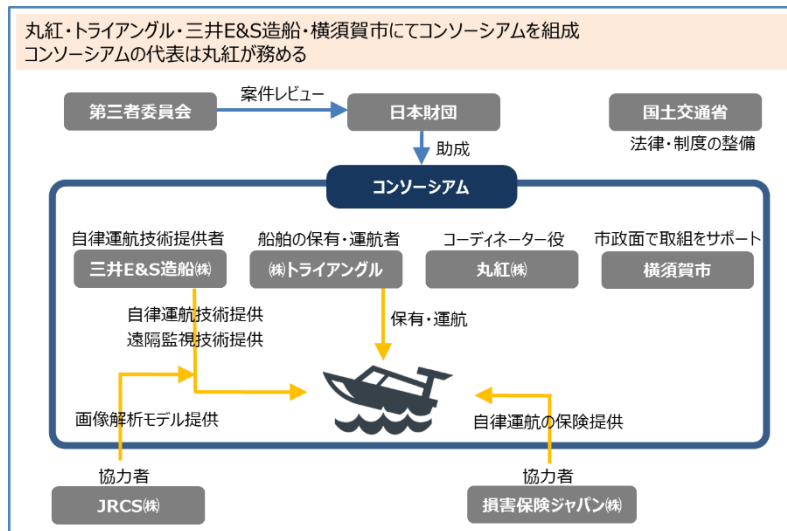 丸紅・トライアングル・三井E&S造船・横須賀市にてコンソーシアムを組成
コンソーシアムの代表は丸紅が務める
案件レビュー
第三者委員会
日本財団
国土交通省
助成
法律・制度の整備
コンソーシアム
自律運航技術提供者
船舶の保有・運航者
コーディネーター役
市政面で取組をサポート
三井E&S造船㈱
㈱トライアングル
丸紅㈱
横須賀市
自律運航技術提供
遠隔監視技術提供
保有・運航
画像解析モデル提供
自律運航の保険提供
協力者
協力者
JRCS㈱
損害保険ジャパン㈱